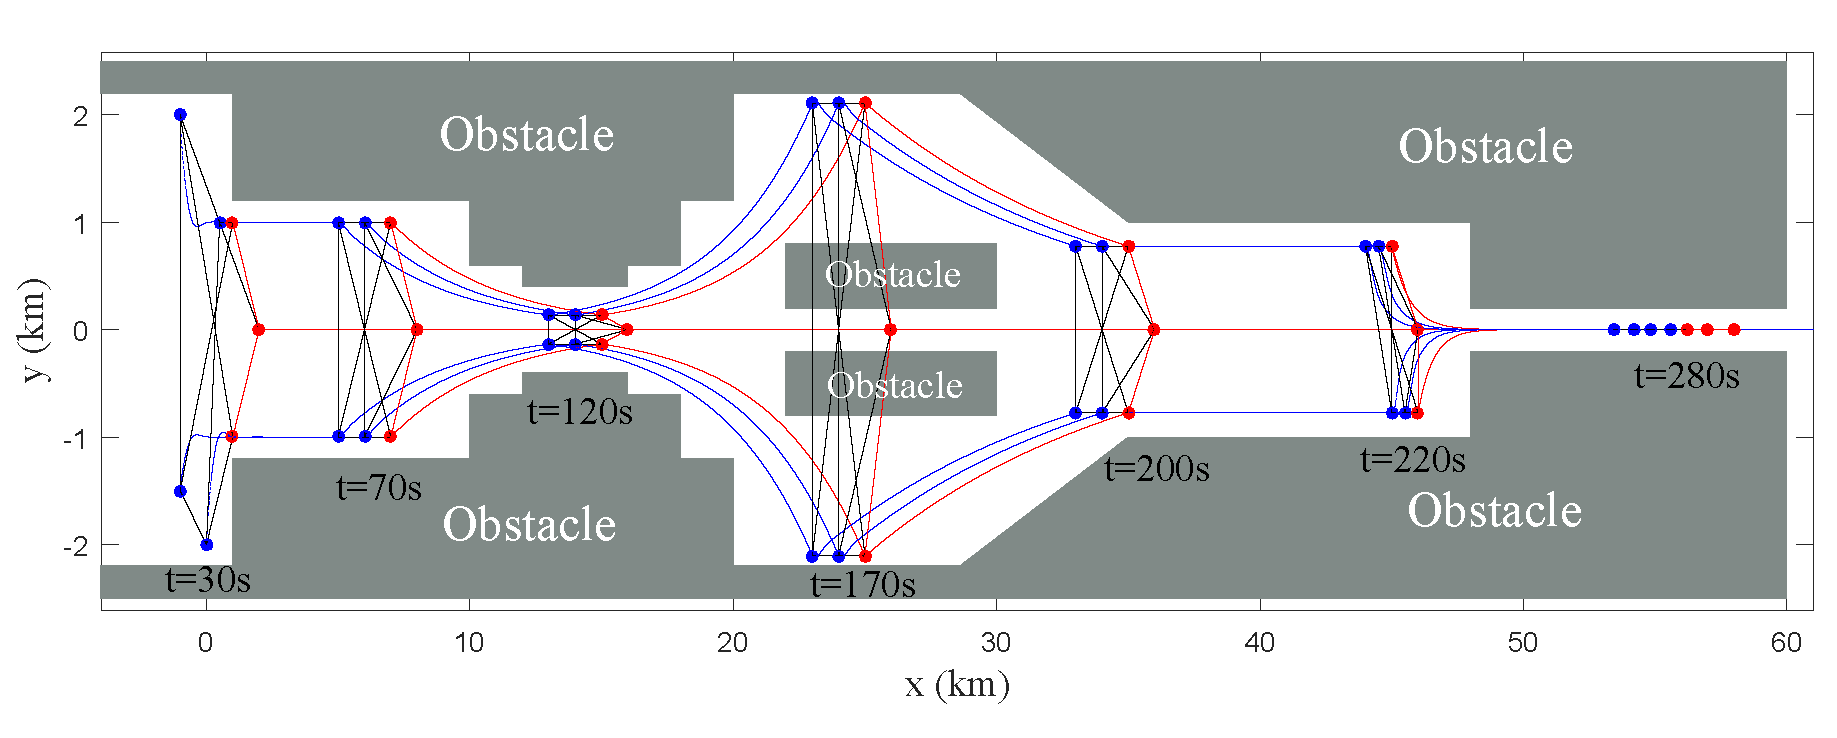 Obstacle
Obstacle
2
1
0
-1
-2
y (km)
Obstacle
Obstacle
t=120s
t=280s
t=70s
t=200s
t=220s
Obstacle
Obstacle
t=30s
t=170s
0
10
20
30
40
50
60
x (km)